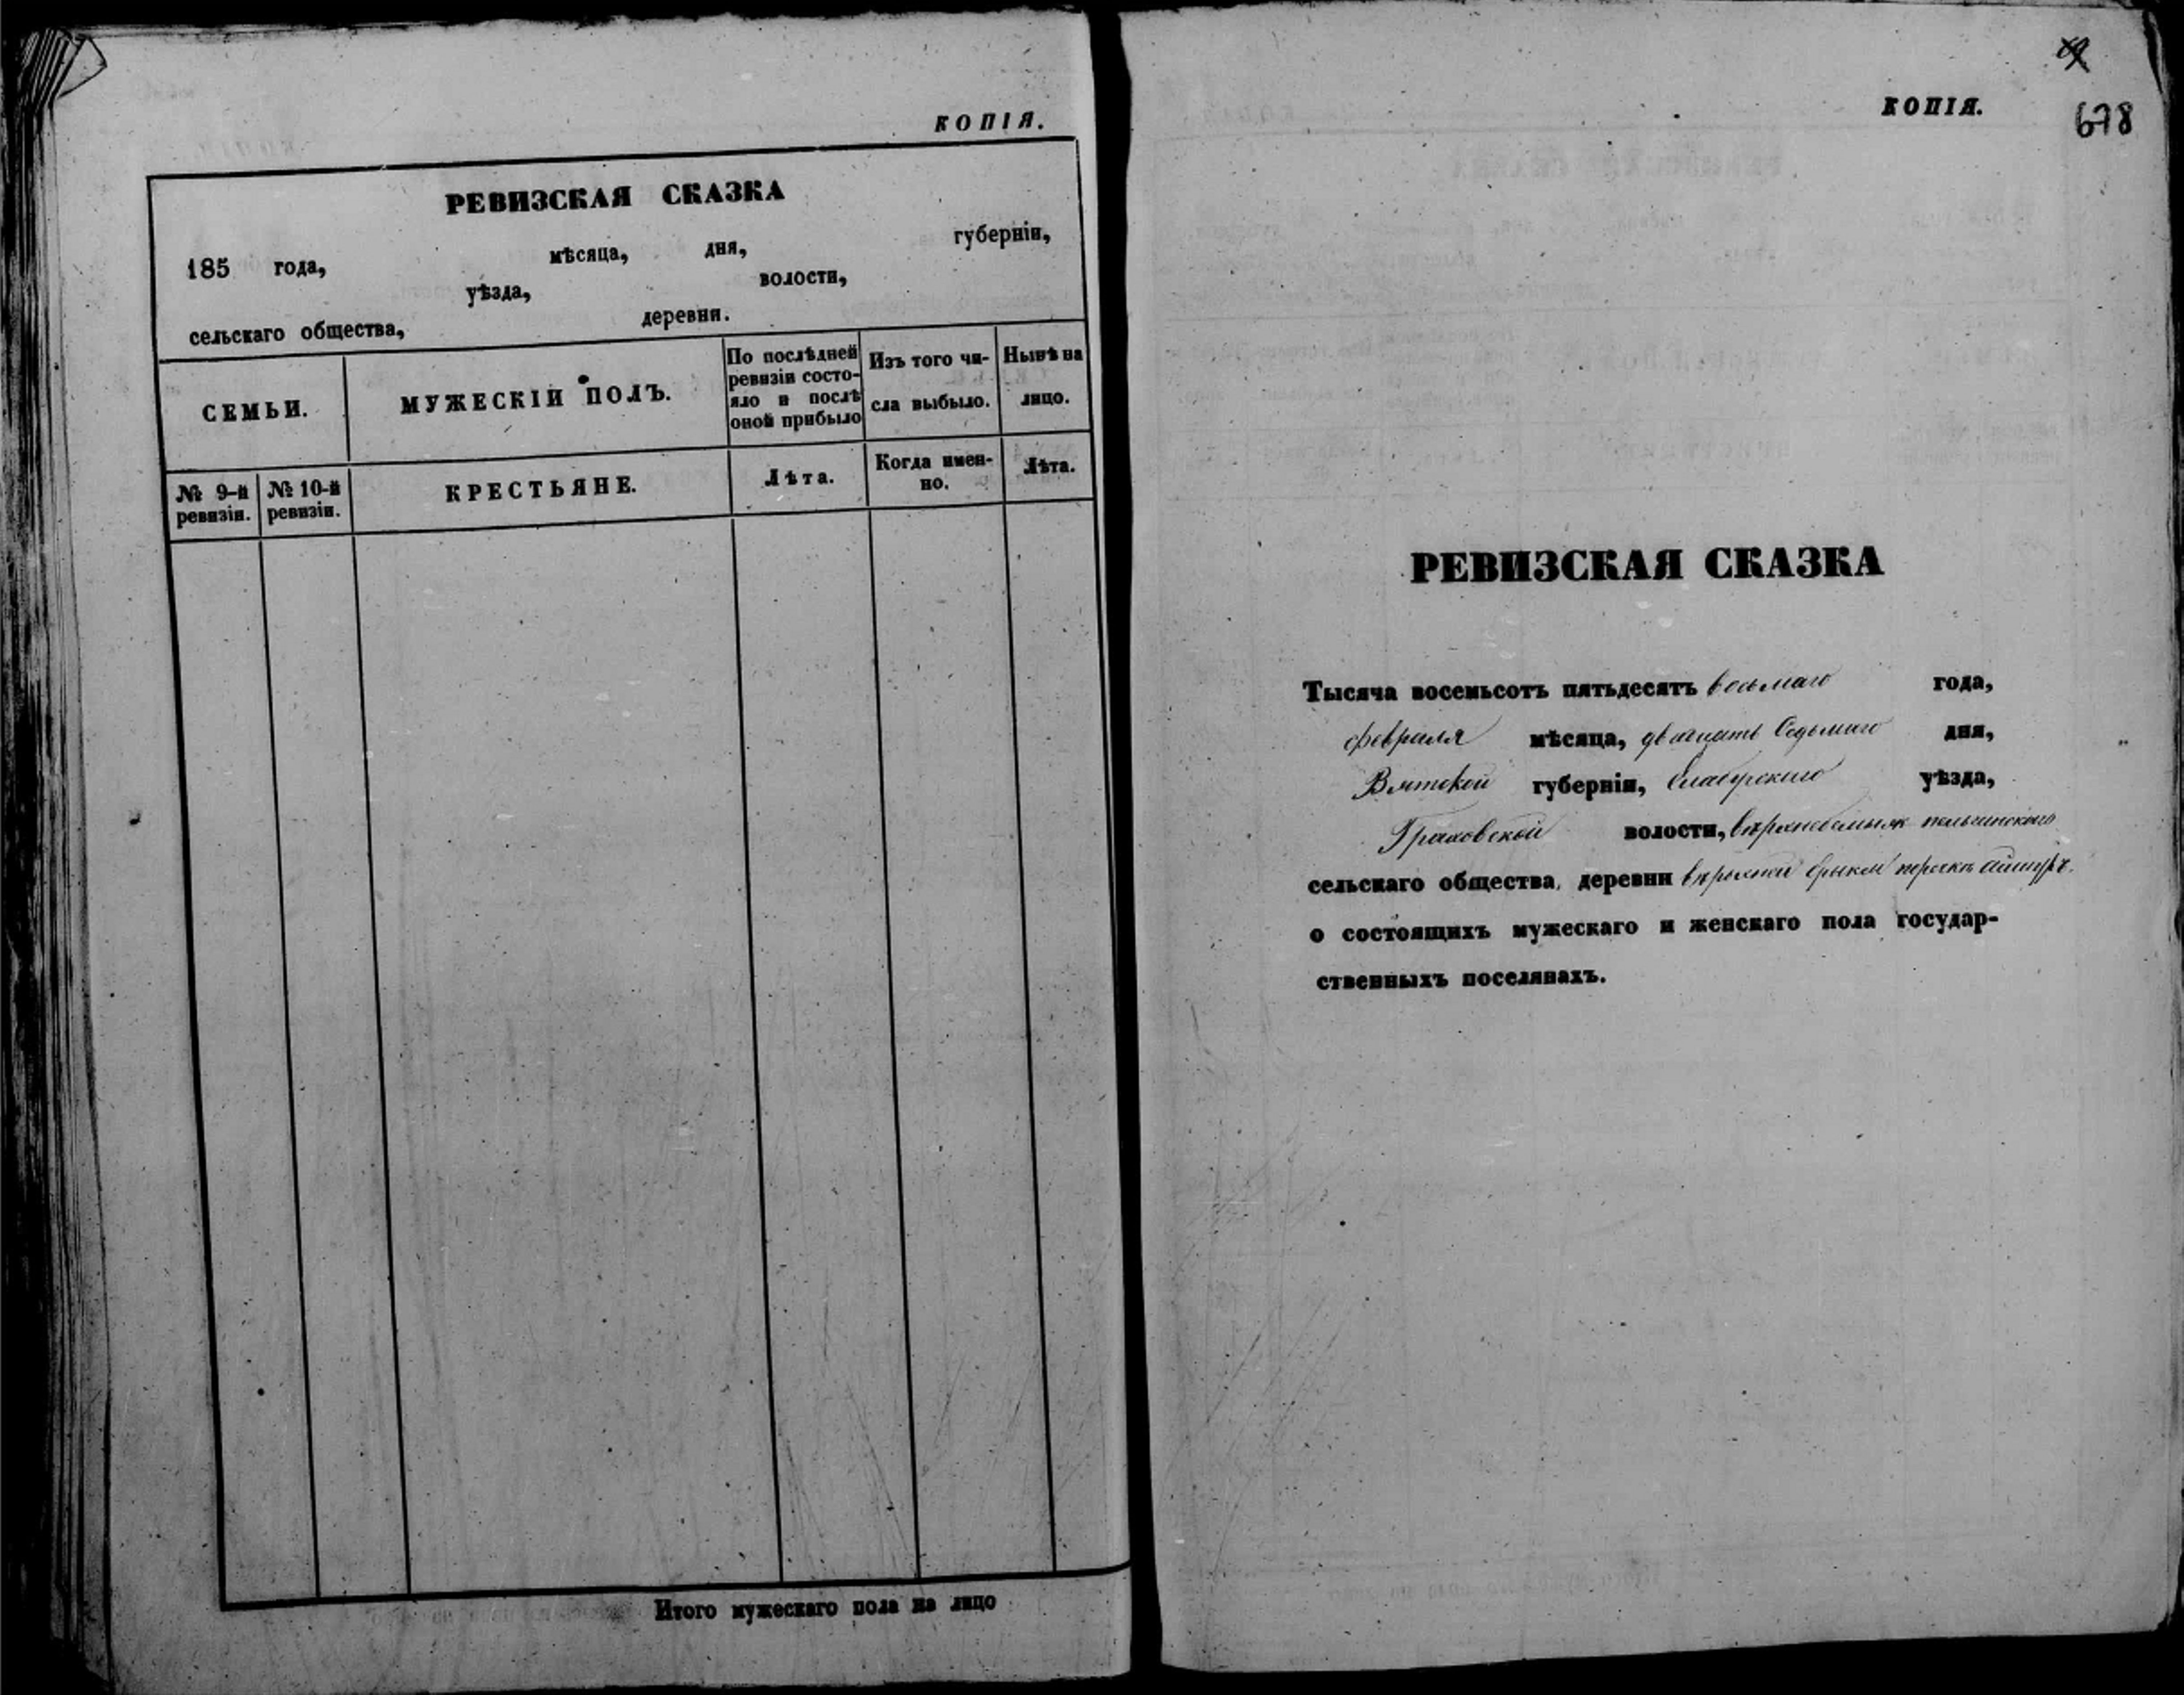 КОПІЯ.
РЕВИЗСКАЯ СКАЗКА
185 года, мѣсяца, дня, губерніи,
уѣзда, волости,
сельскаго общества, деревни.
СЕМЬИ.
МУЖЕСКІЙ ПОЛЪ.
По послѣдней
ревизіи состо-
яло и послѣ
оной прибыло
Изъ того чи-
сла выбыло.
Нынѣ на
лицо.
№ 9-й
ревизіи.
№ 10-й
ревизіи.
КРЕСТЬЯНЕ.
Лѣта.
Когда имен-
но.
Лѣта.
Итого мужескаго пола на лицо
КОПІЯ.
678
РЕВИЗСКАЯ СКАЗКА
Тысяча восемьсотъ пятьдесятъ восьмаго года,
февраля мѣсяца, двадцать седьмаго дня,
Вятской губерніи, Елабугскаго уѣзда,
Граховской волости,
сельскаго общества, деревни
о состоящихъ мужескаго и женскаго пола государ-
ственныхъ поселянахъ.